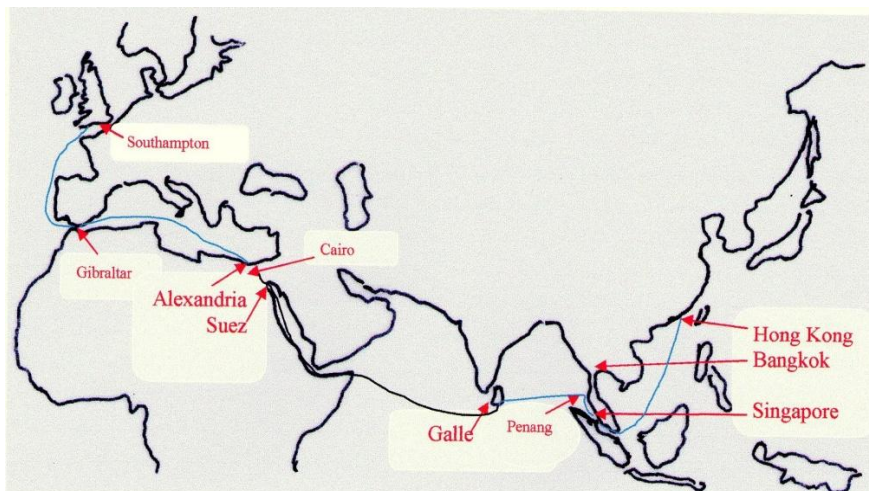 Southampton
Cairo
Gibraltar
Alexandria
Suez
Hong Kong
Bangkok
Singapore
Galle
Penang